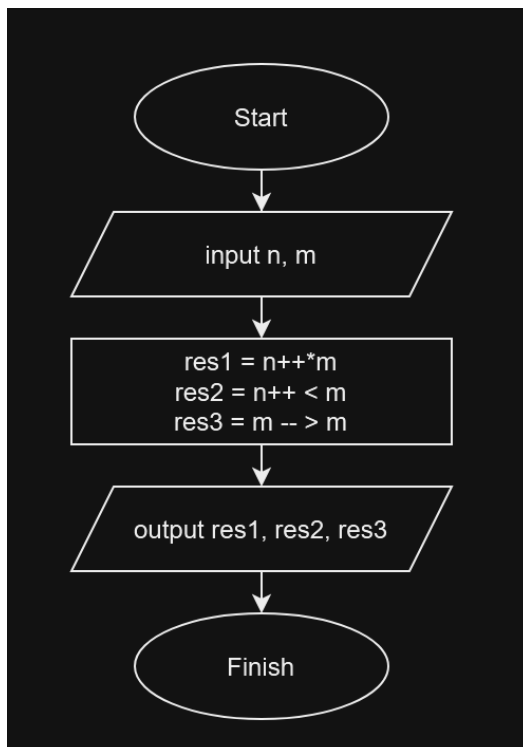 Start
input n, m
res1 = n++*m
res2 = n++ < m
res3 = m -- > m
output res1, res2, res3
Finish